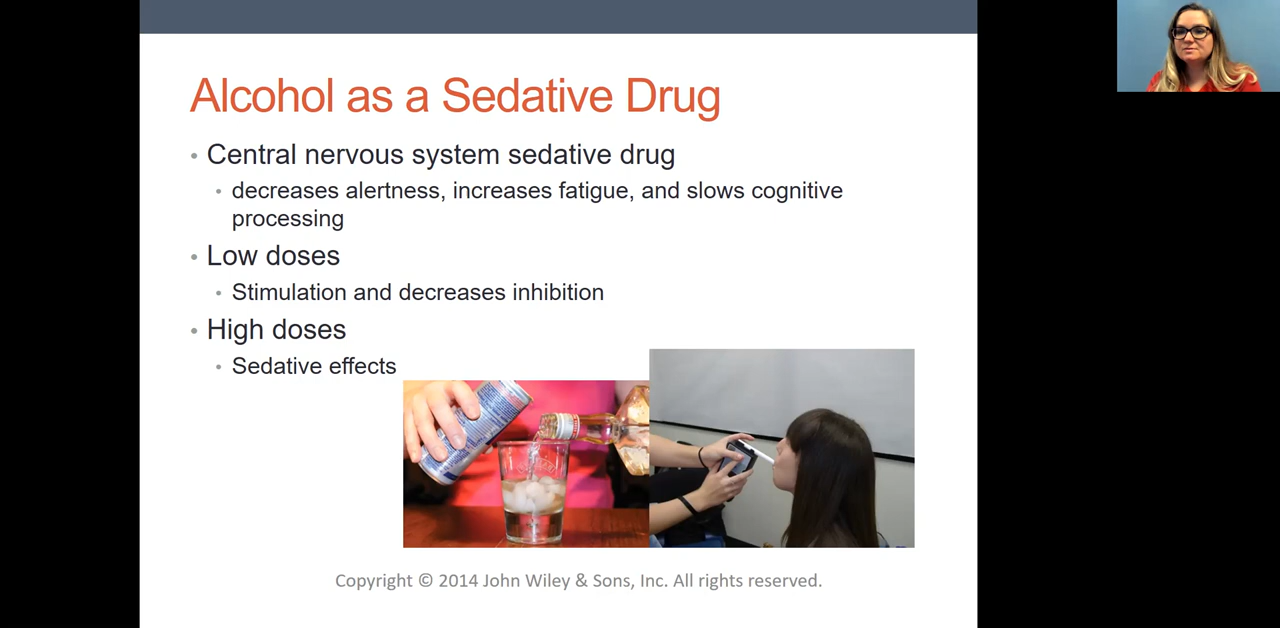 Alcohol as a Sedative Drug
• Central nervous system sedative drug
• decreases alertness, increases fatigue, and slows cognitive
processing
• Low doses
• Stimulation and decreases inhibition
• High doses
• Sedative effects
Copyright © 2014 John Wiley & Sons, Inc. All rights reserved.